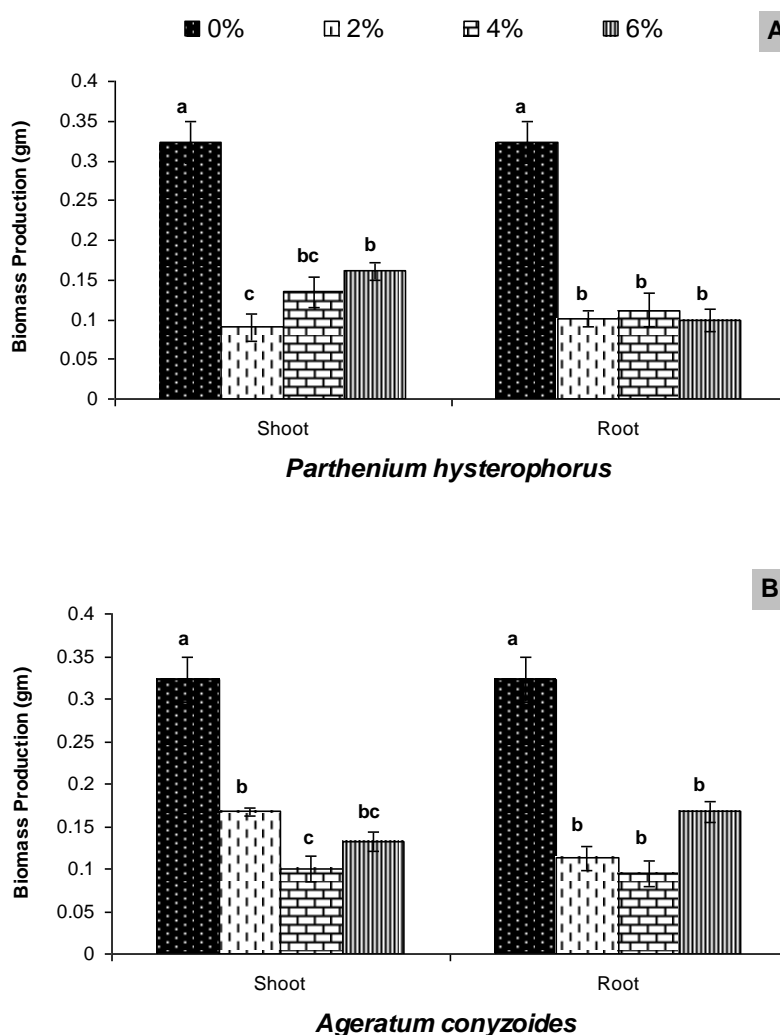 0% 2% 4% 6%
A
0.4
0.35
0.3
0.25
0.2
0.15
0.1
0.05
0
Biomass Production (gm)
a c bc b a b b b
Shoot Root
Parthenium hysterophorus
B
0.4
0.35
0.3
0.25
0.2
0.15
0.1
0.05
0
Biomass Production (gm)
a b c bc a b b b
Shoot Root
Ageratum conyzoides